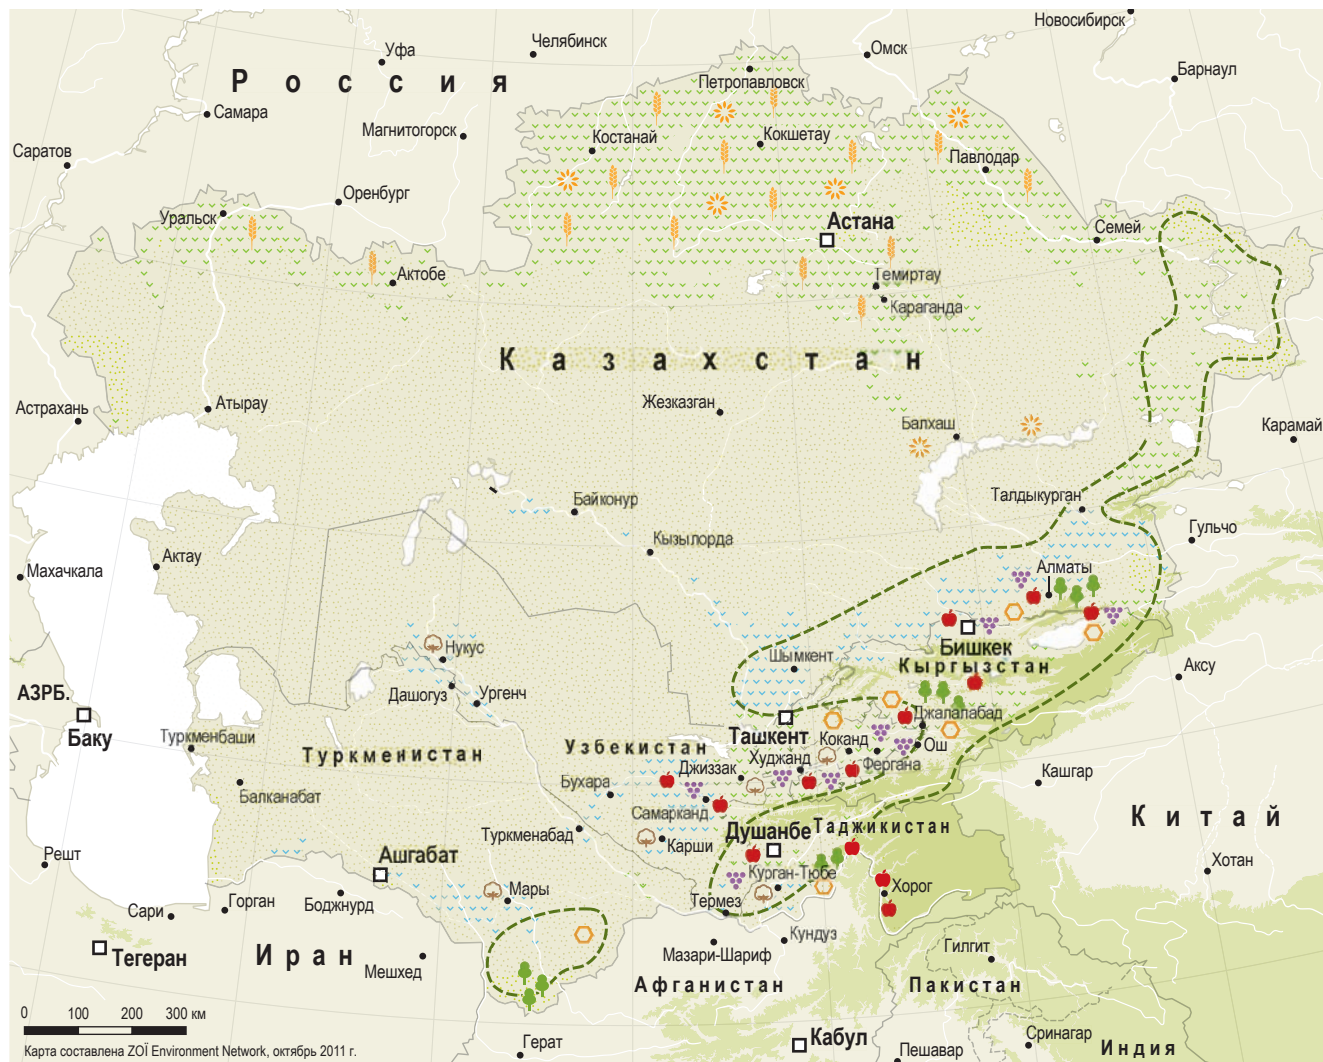 Новосибирск
Челябинск
Уфа
Омск
Россия
Петропавловск
Барнаул
Самара
Магнитогорск
Костанай
Кокшетау
Саратов
Павлодар
Оренбург
Уральск
Астана
Семей
Актобе
Темиртау
Караганда
Казахстан
Астрахань
Атырау
Жезказган
Балхаш
Карамай
Байконур
Талдыкурган
Гульчо
Кызылорда
Актау
Махачкала
Алматы
Бишкек
Нукус
Шымкент
Кыргызстан
Аксу
АЗРБ.
Дашогуз
Ургенч
Баку
Туркменбаши
Туркменистан
Узбекистан
Ташкент
Джалалабад
Коканд
Ош
Худжанд
Фергана
Джиззак
Кашгар
Балканабат
Бухара
Самарканд
Китай
Туркменабад
Душанбе
Таджикистан
Карши
Решт
Ашгабат
Хотан
Курган-Тюбе
Мары
Хорог
Термез
Горган
Боджнурд
Сари
Тегеран
Иран
Мешхед
Кундуз
Мазари-Шариф
Гилгит
Афганистан
Пакистан
0 100 200 300 км
Кабул
Сринагар
Герат
Пешавар
Индия
Карта составлена ZOЇ Environment Network, октябрь 2011 г.